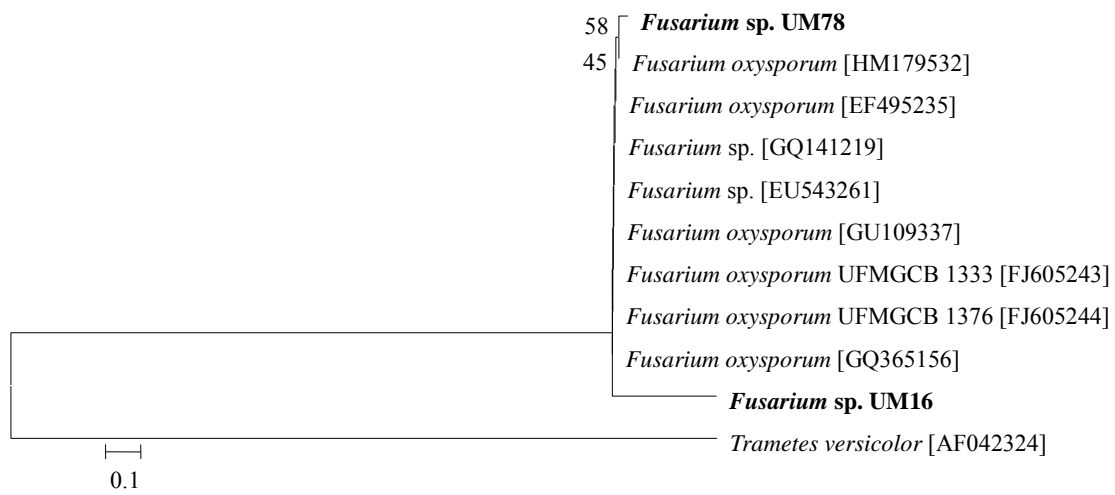 58
Fusarium sp. UM78
45
Fusarium oxysporum [HM179532]
Fusarium oxysporum [EF495235]
Fusarium sp. [GQ141219]
Fusarium sp. [EU543261]
Fusarium oxysporum [GU109337]
Fusarium oxysporum UFMGCB 1333 [FJ605243]
Fusarium oxysporum UFMGCB 1376 [FJ605244]
Fusarium oxysporum [GQ365156]
Fusarium sp. UM16
Trametes versicolor [AF042324]
0.1